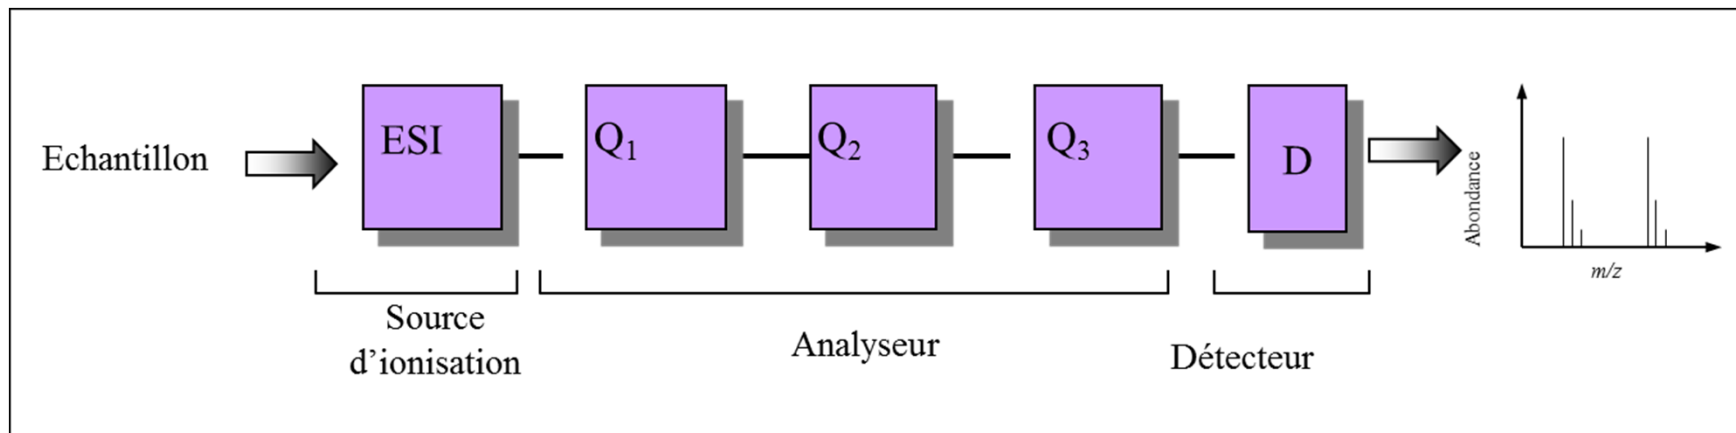 Echantillon
ESI
Q1
Q2
Q3
D
Abondance
m/z
Source
d’ionisation
Analyseur
Détecteur